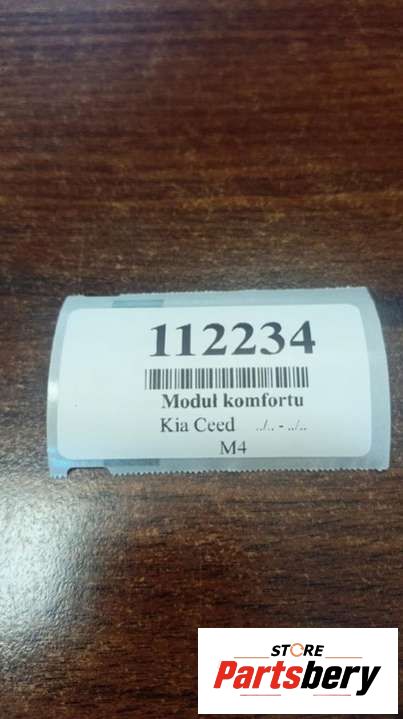 112234
Moduł komfortu
Kia Ceed ../.. - ../..
M4
STORE
Partsbery